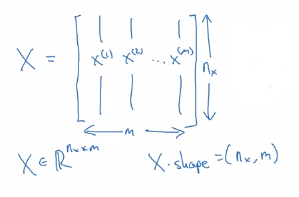 X = [ x^(1) x^(2) ... x^(m) ] n_x
m
X ∈ ℝ^(n_x × m) X.shape = (n_x, m)